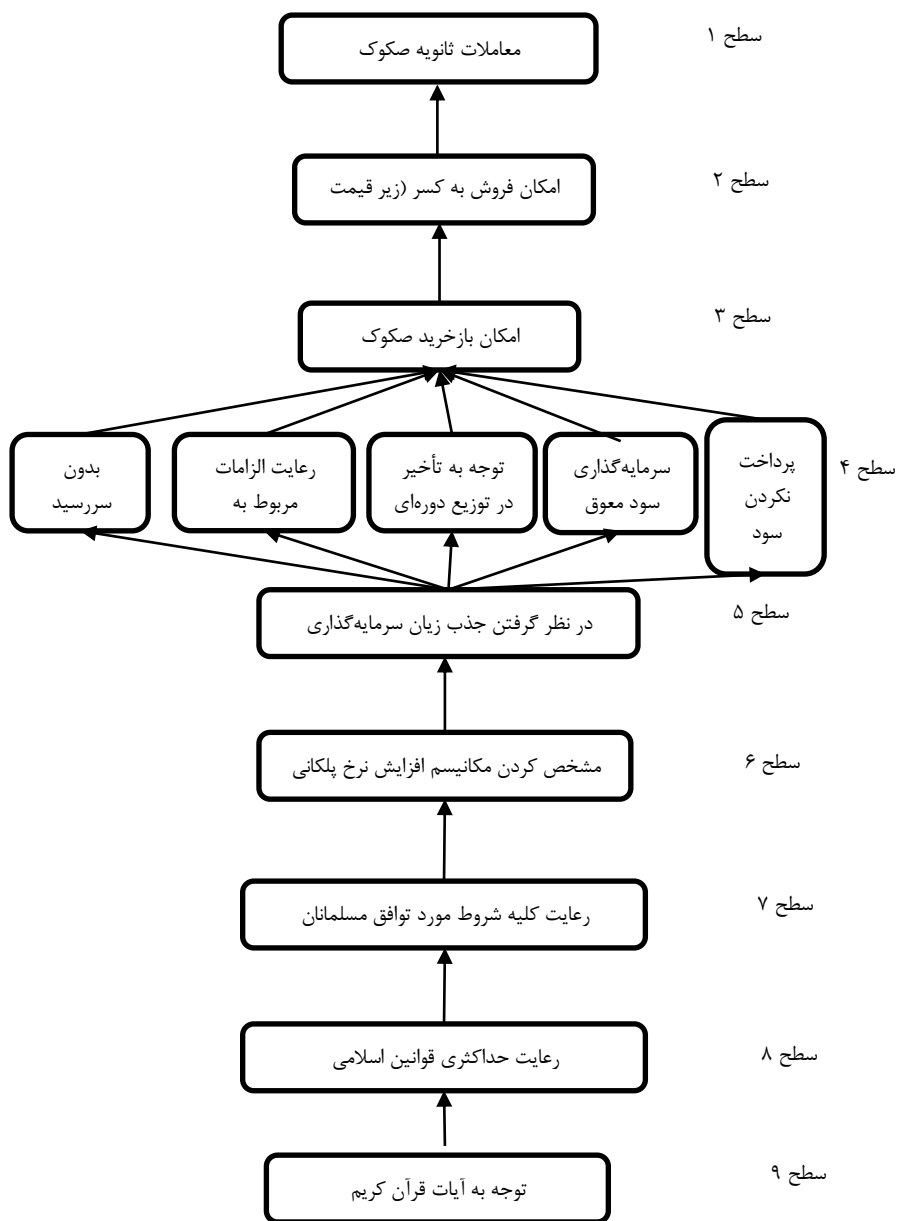 سطح ۱
معاملات ثانویه صکوک
سطح ۲
امکان فروش به کسر (زیر قیمت
سطح ۳
امکان بازخرید صکوک
سطح ۴
پرداخت
نکردن
سود
سرمایه‌گذاری
سود معوق
توجه به تأخیر
در توزیع دوره‌ای
رعایت الزامات
مربوط به
بدون
سررسید
سطح ۵
در نظر گرفتن جذب زیان سرمایه‌گذاری
سطح ۶
مشخص کردن مکانیسم افزایش نرخ پلکانی
سطح ۷
رعایت کلیه شروط مورد توافق مسلمانان
سطح ۸
رعایت حداکثری قوانین اسلامی
سطح ۹
توجه به آیات قرآن کریم